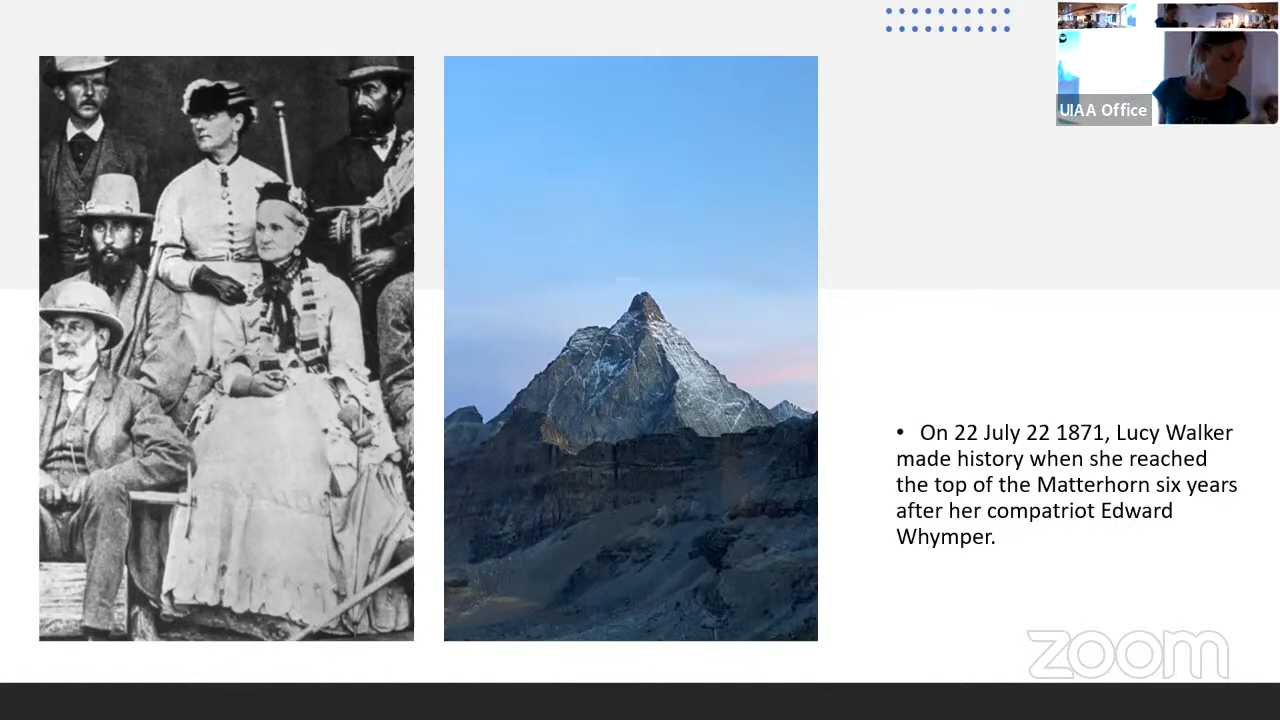 UIAA Office
• On 22 July 22 1871, Lucy Walker
made history when she reached
the top of the Matterhorn six years
after her compatriot Edward
Whymper.
zoom